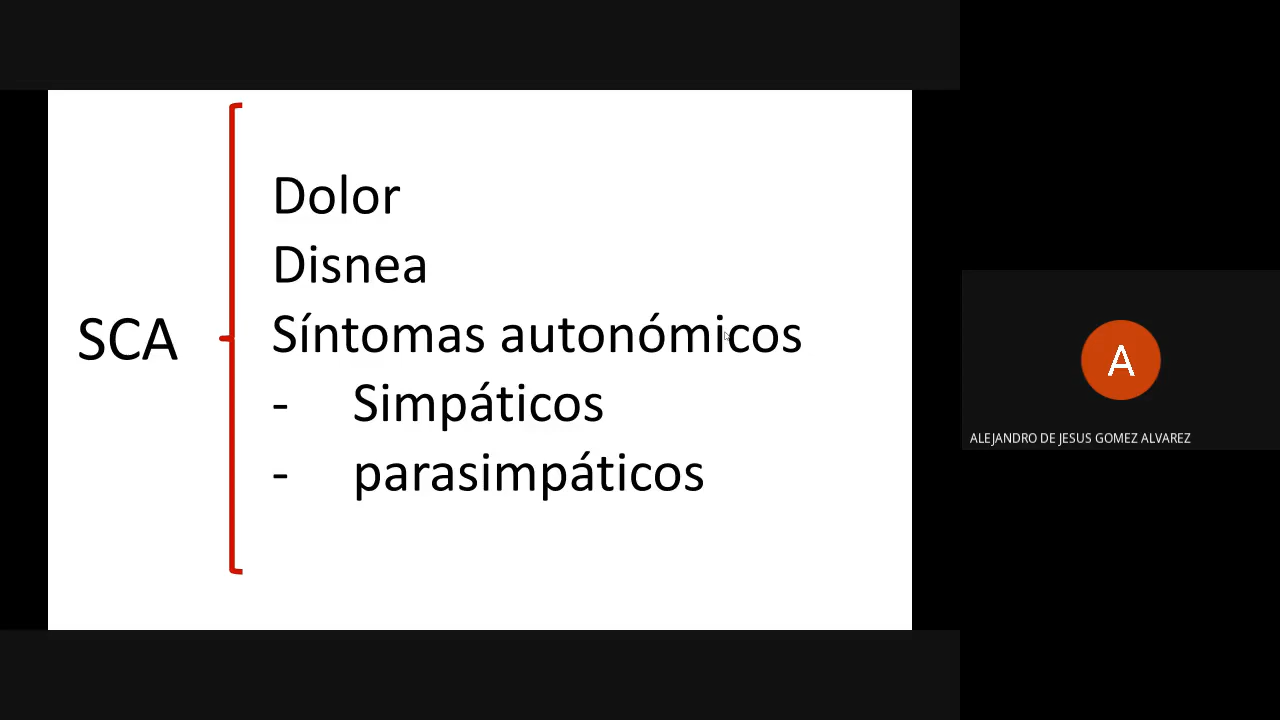 SCA
Dolor
Disnea
Síntomas autonómicos
- Simpáticos
- parasimpáticos
A
ALEJANDRO DE JESUS GOMEZ ALVAREZ